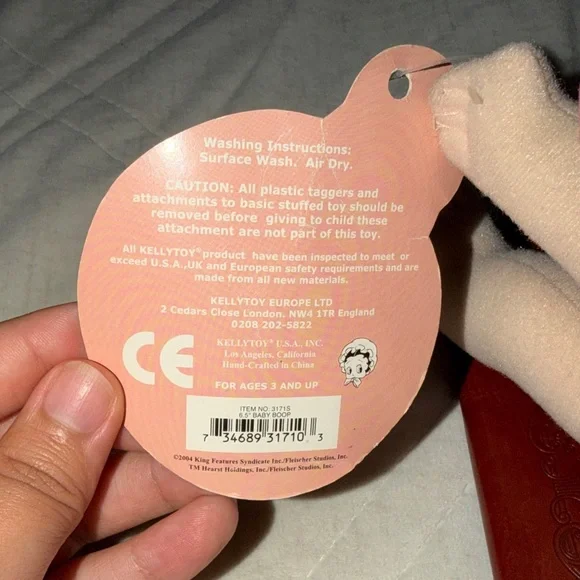 Washing Instructions:
Surface Wash. Air Dry.
CAUTION: All plastic taggers and
attachments to basic stuffed toy should be
removed before giving to child these
attachment are not part of this toy.
All KELLYTOY® product have been inspected to meet or
exceed U.S.A.,UK and European safety requirements and are
made from all new materials.
KELLYTOY EUROPE LTD
2 Cedars Close London. NW4 1TR England
0208 202-5822
KELLYTOY® U.S.A., INC.
Los Angeles, California
Hand-Crafted in China
CE
FOR AGES 3 AND UP
ITEM NO: 3171S
6.5" BABY BOOP
7 34689 31710 3
©2004 King Features Syndicate Inc./Fleischer Studios, Inc.
TM Hearst Holdings, Inc./Fleischer Studios, Inc.